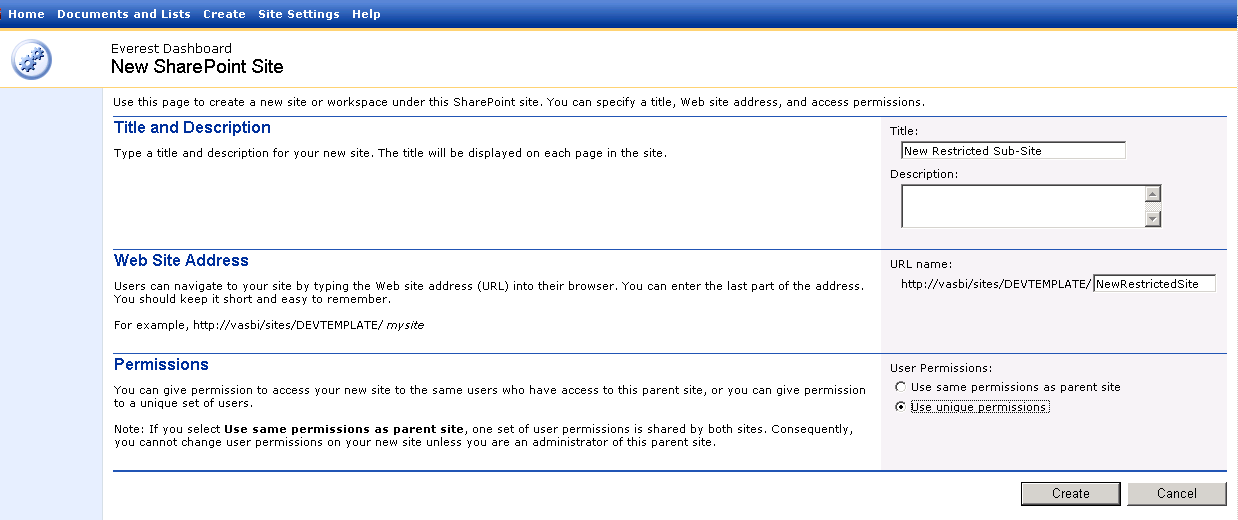 Home Documents and Lists Create Site Settings Help
Everest Dashboard
New SharePoint Site
Use this page to create a new site or workspace under this SharePoint site. You can specify a title, Web site address, and access permissions.
Title and Description
Type a title and description for your new site. The title will be displayed on each page in the site.
Title:
New Restricted Sub-Site
Description:
Web Site Address
Users can navigate to your site by typing the Web site address (URL) into their browser. You can enter the last part of the address.
You should keep it short and easy to remember.
For example, http://vasbi/sites/DEVTEMPLATE/ mysite
URL name:
http://vasbi/sites/DEVTEMPLATE/ NewRestrictedSite
Permissions
You can give permission to access your new site to the same users who have access to this parent site, or you can give permission
to a unique set of users.
Note: If you select Use same permissions as parent site, one set of user permissions is shared by both sites. Consequently,
you cannot change user permissions on your new site unless you are an administrator of this parent site.
User Permissions:
Use same permissions as parent site
Use unique permissions
Create Cancel